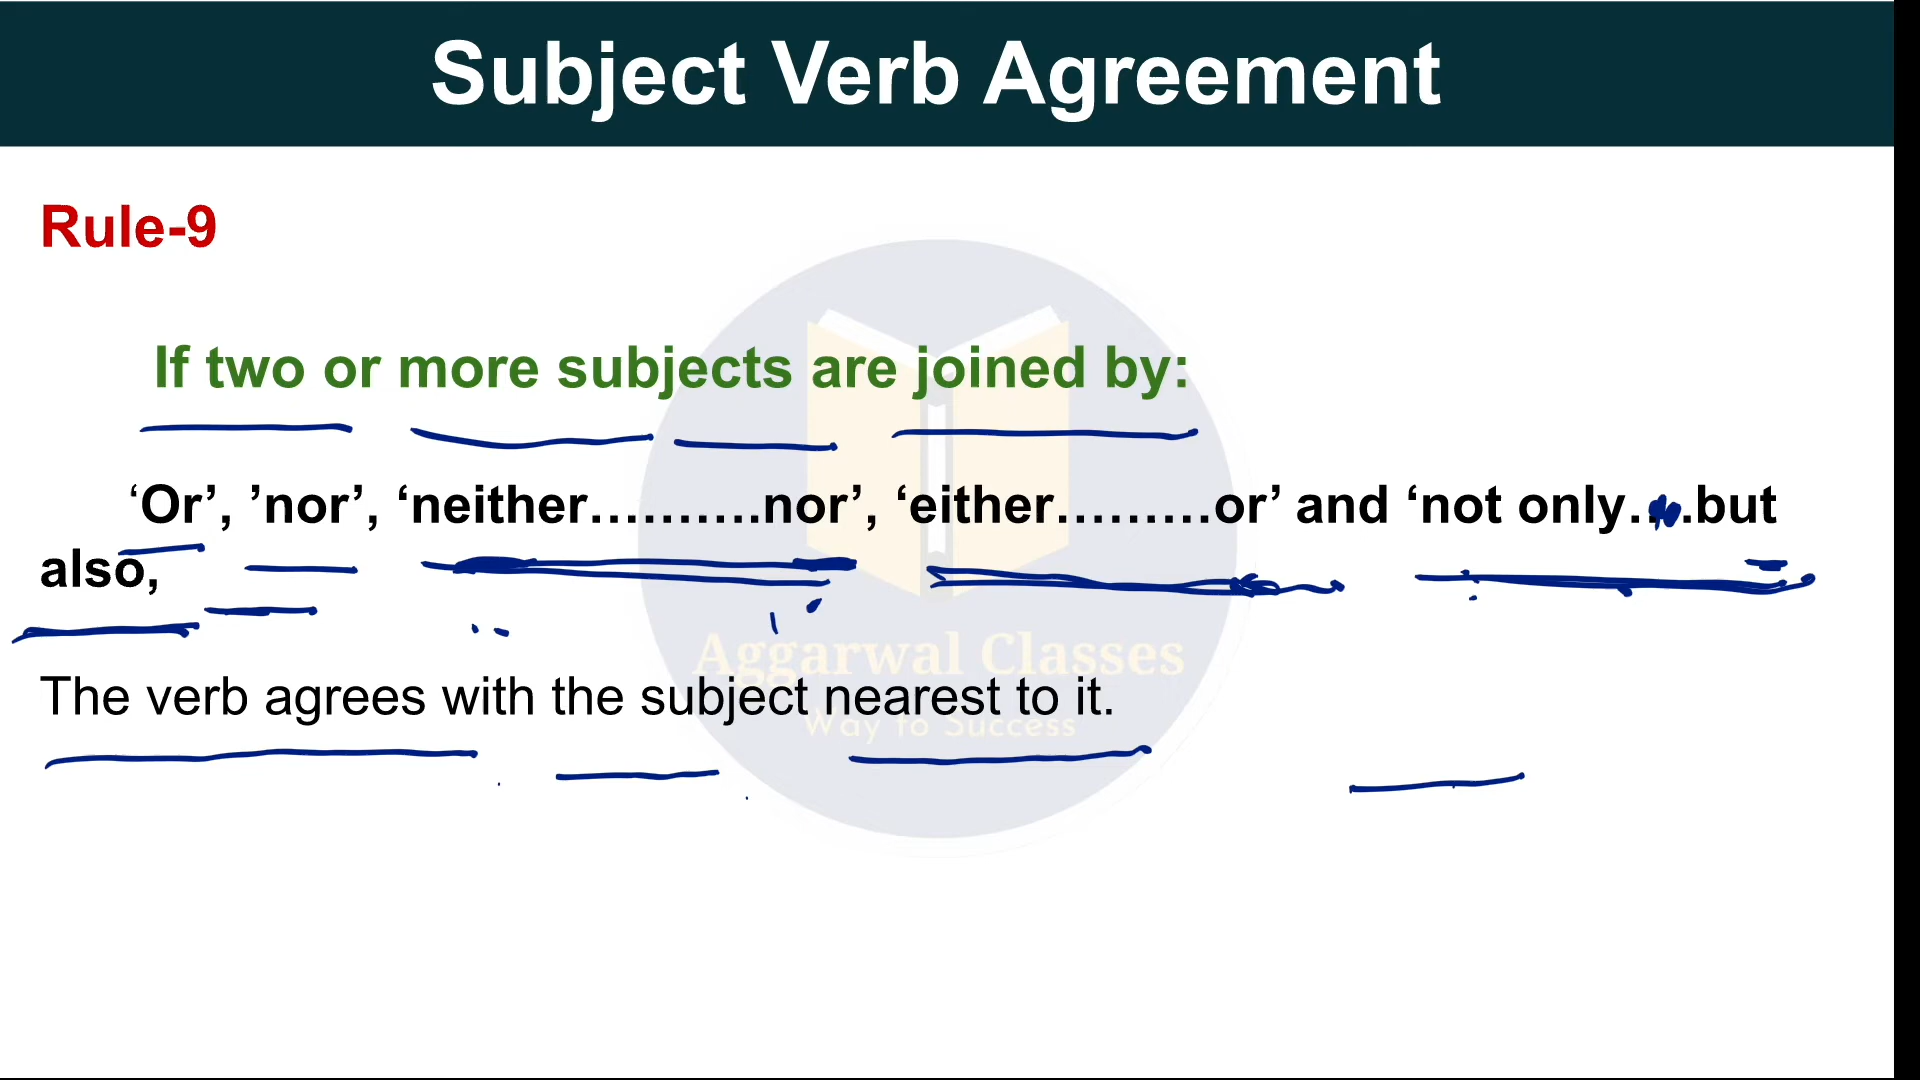 Subject Verb Agreement
Rule-9
If two or more subjects are joined by:
‘Or’, ’nor’, ‘neither……….nor’, ‘either………or’ and ‘not only….but
also,
Aggarwal Classes
The verb agrees with the subject nearest to it.
Way to Success